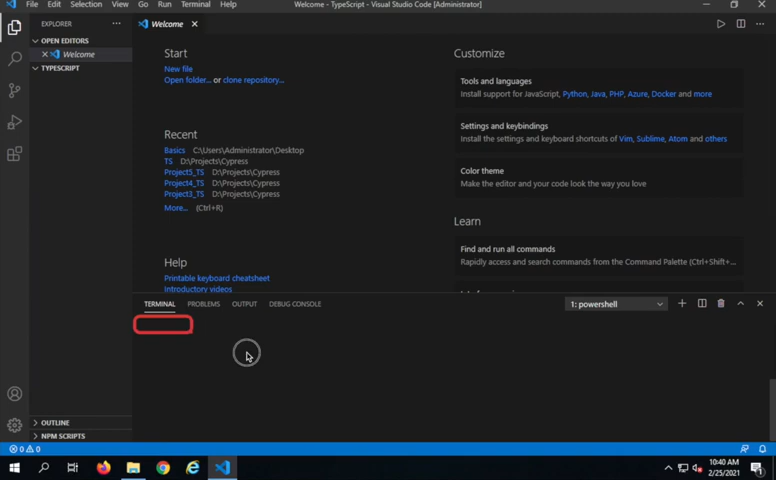 File Edit Selection View Go Run Terminal Help Welcome - TypeScript - Visual Studio Code [Administrator]
EXPLORER ...
Welcome
OPEN EDITORS
Welcome
TYPESCRIPT
Start
New file
Open folder... or clone repository...
Recent
Basics C:\Users\Administrator\Desktop
TS D:\Projects\Cypress
Project5_TS D:\Projects\Cypress
Project4_TS D:\Projects\Cypress
Project3_TS D:\Projects\Cypress
More... (Ctrl+R)
Help
Printable keyboard cheatsheet
Introductory videos
Customize
Tools and languages
Install support for JavaScript, Python, Java, PHP, Azure, Docker and more
Settings and keybindings
Install the settings and keyboard shortcuts of Vim, Sublime, Atom and others
Color theme
Make the editor and your code look the way you love
Learn
Find and run all commands
Rapidly access and search commands from the Command Palette (Ctrl+Shift+...
TERMINAL PROBLEMS OUTPUT DEBUG CONSOLE 1: powershell
OUTLINE
NPM SCRIPTS
0 0
10:40 AM
2/25/2021
1